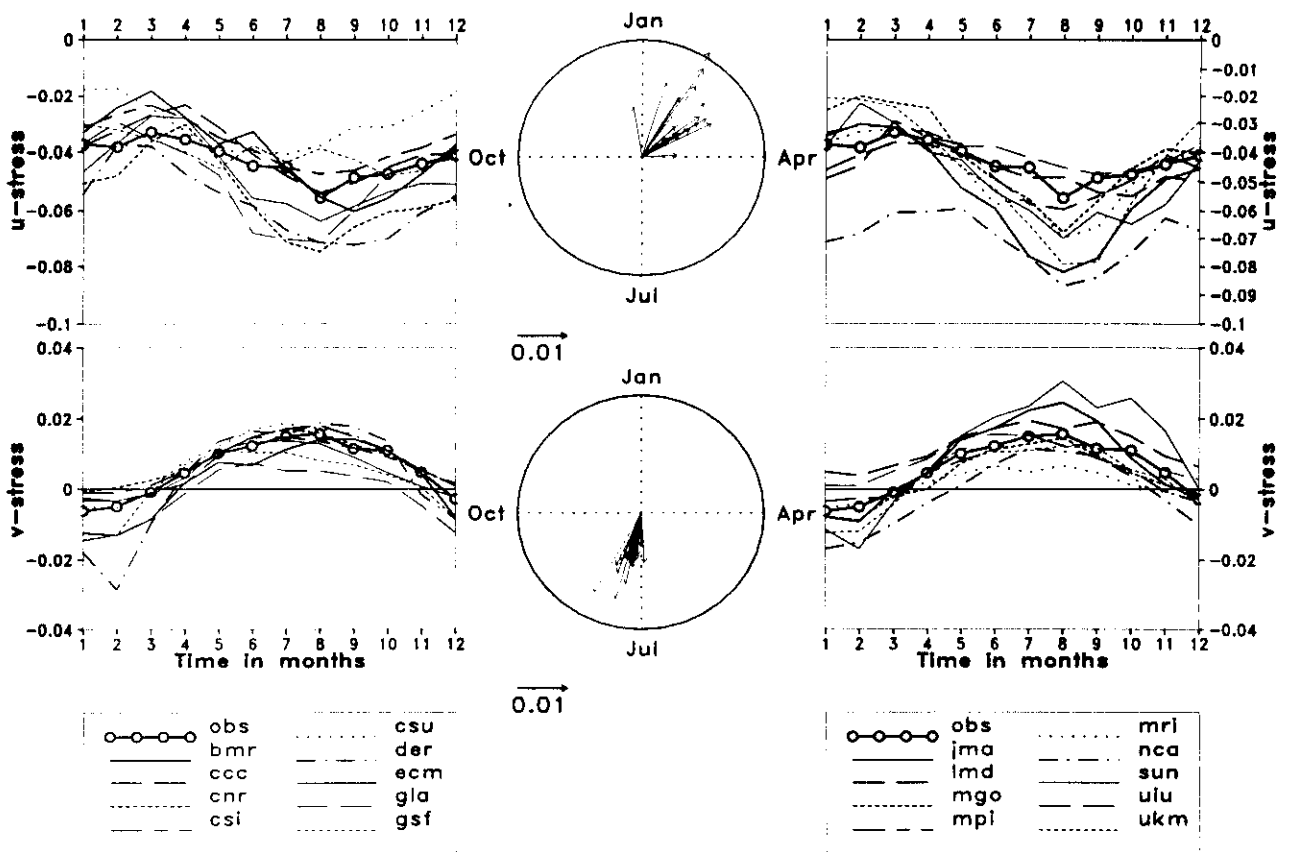 1 2 3 4 5 6 7 8 9 10 11 12
0
-0.02
-0.04
-0.06
-0.08
-0.1
u-stress
Jan
Oct
Apr
Jul
0.01
1 2 3 4 5 6 7 8 9 10 11 12
0
-0.01
-0.02
-0.03
-0.04
-0.05
-0.06
-0.07
-0.08
-0.09
-0.1
u-stress
0.04
0.02
0
-0.02
-0.04
v-stress
1 2 3 4 5 6 7 8 9 10 11 12
Time in months
Jan
Oct
Apr
Jul
0.01
0.04
0.02
0
-0.02
-0.04
v-stress
1 2 3 4 5 6 7 8 9 10 11 12
Time in months
obs
bmr
ccc
cnr
csi
csu
der
ecm
gla
gsf
obs
jma
lmd
mgo
mpi
mri
nca
sun
uiu
ukm